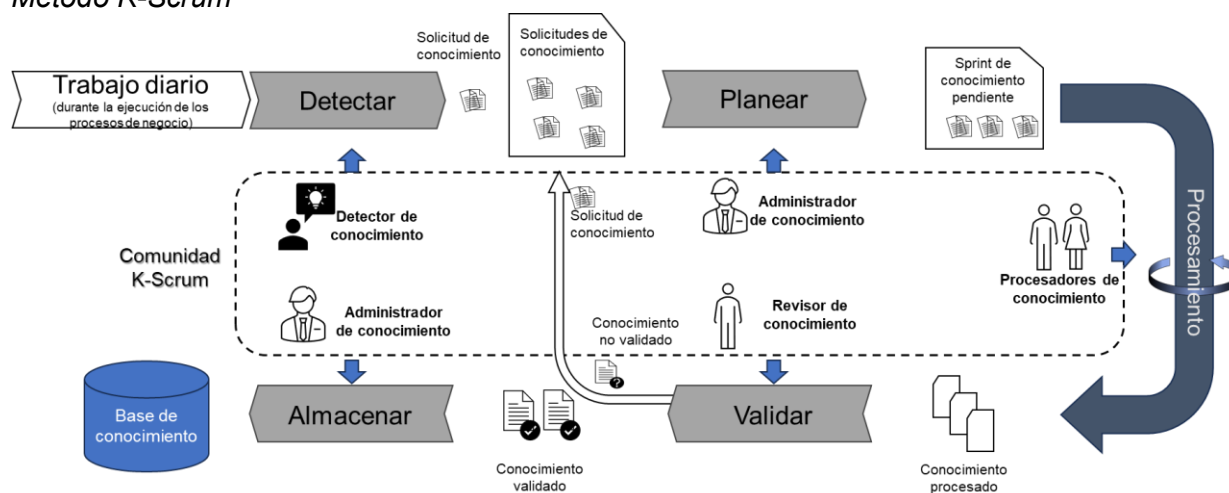 Método K-Scrum
Solicitud de
conocimiento
Solicitudes de
conocimiento
Trabajo diario
(durante la ejecución de los
procesos de negocio)
Detectar
Planear
Sprint de
conocimiento
pendiente
Detector de
conocimiento
Solicitud de
conocimiento
Administrador
de conocimiento
Procesamiento
Comunidad
K-Scrum
Procesadores de
conocimiento
Administrador
de conocimiento
Revisor de
conocimiento
Conocimiento
no validado
?
Base de
conocimiento
Almacenar
Validar
Conocimiento
validado
Conocimiento
procesado